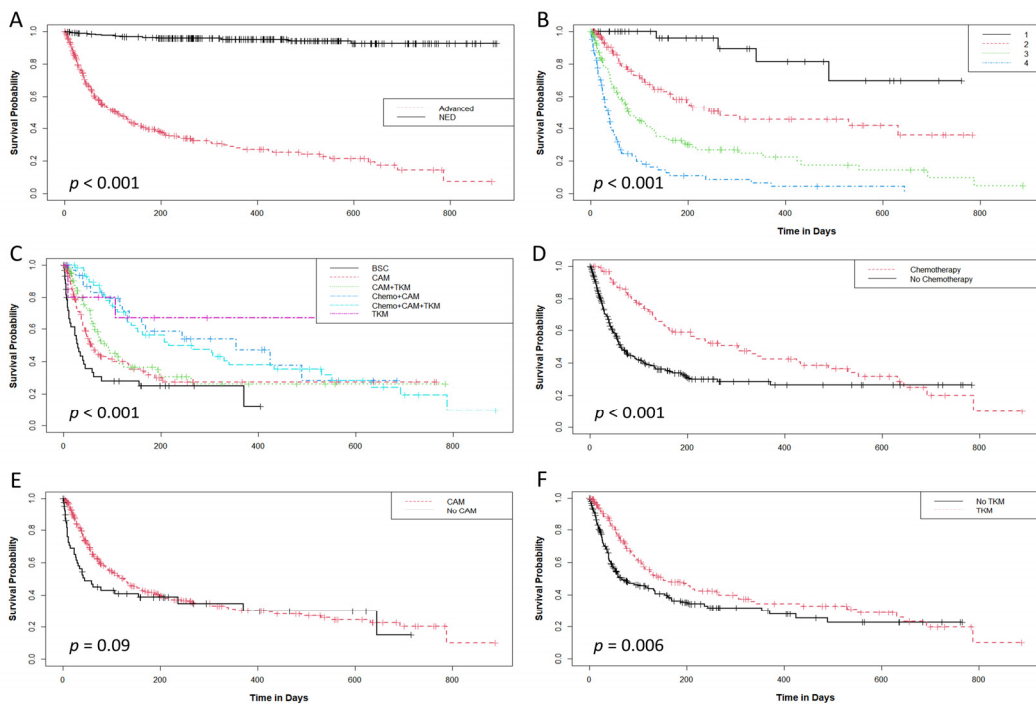 A
Survival Probability
1.0
0.8
0.6
0.4
0.2
0.0
Advanced
NED
p < 0.001
0 200 400 600 800
B
Survival Probability
1.0
0.8
0.6
0.4
0.2
0.0
1
2
3
4
p < 0.001
0 200 400 600 800
Time in Days
C
Survival Probability
1.0
0.8
0.6
0.4
0.2
0.0
BSC
CAM
CAM+TKM
Chemo+CAM
Chemo+CAM+TKM
TKM
p < 0.001
0 200 400 600 800
D
Survival Probability
1.0
0.8
0.6
0.4
0.2
0.0
Chemotherapy
No Chemotherapy
p < 0.001
0 200 400 600 800
E
Survival Probability
1.0
0.8
0.6
0.4
0.2
0.0
CAM
No CAM
p = 0.09
0 200 400 600 800
Time in Days
F
Survival Probability
1.0
0.8
0.6
0.4
0.2
0.0
No TKM
TKM
p = 0.006
0 200 400 600 800
Time in Days